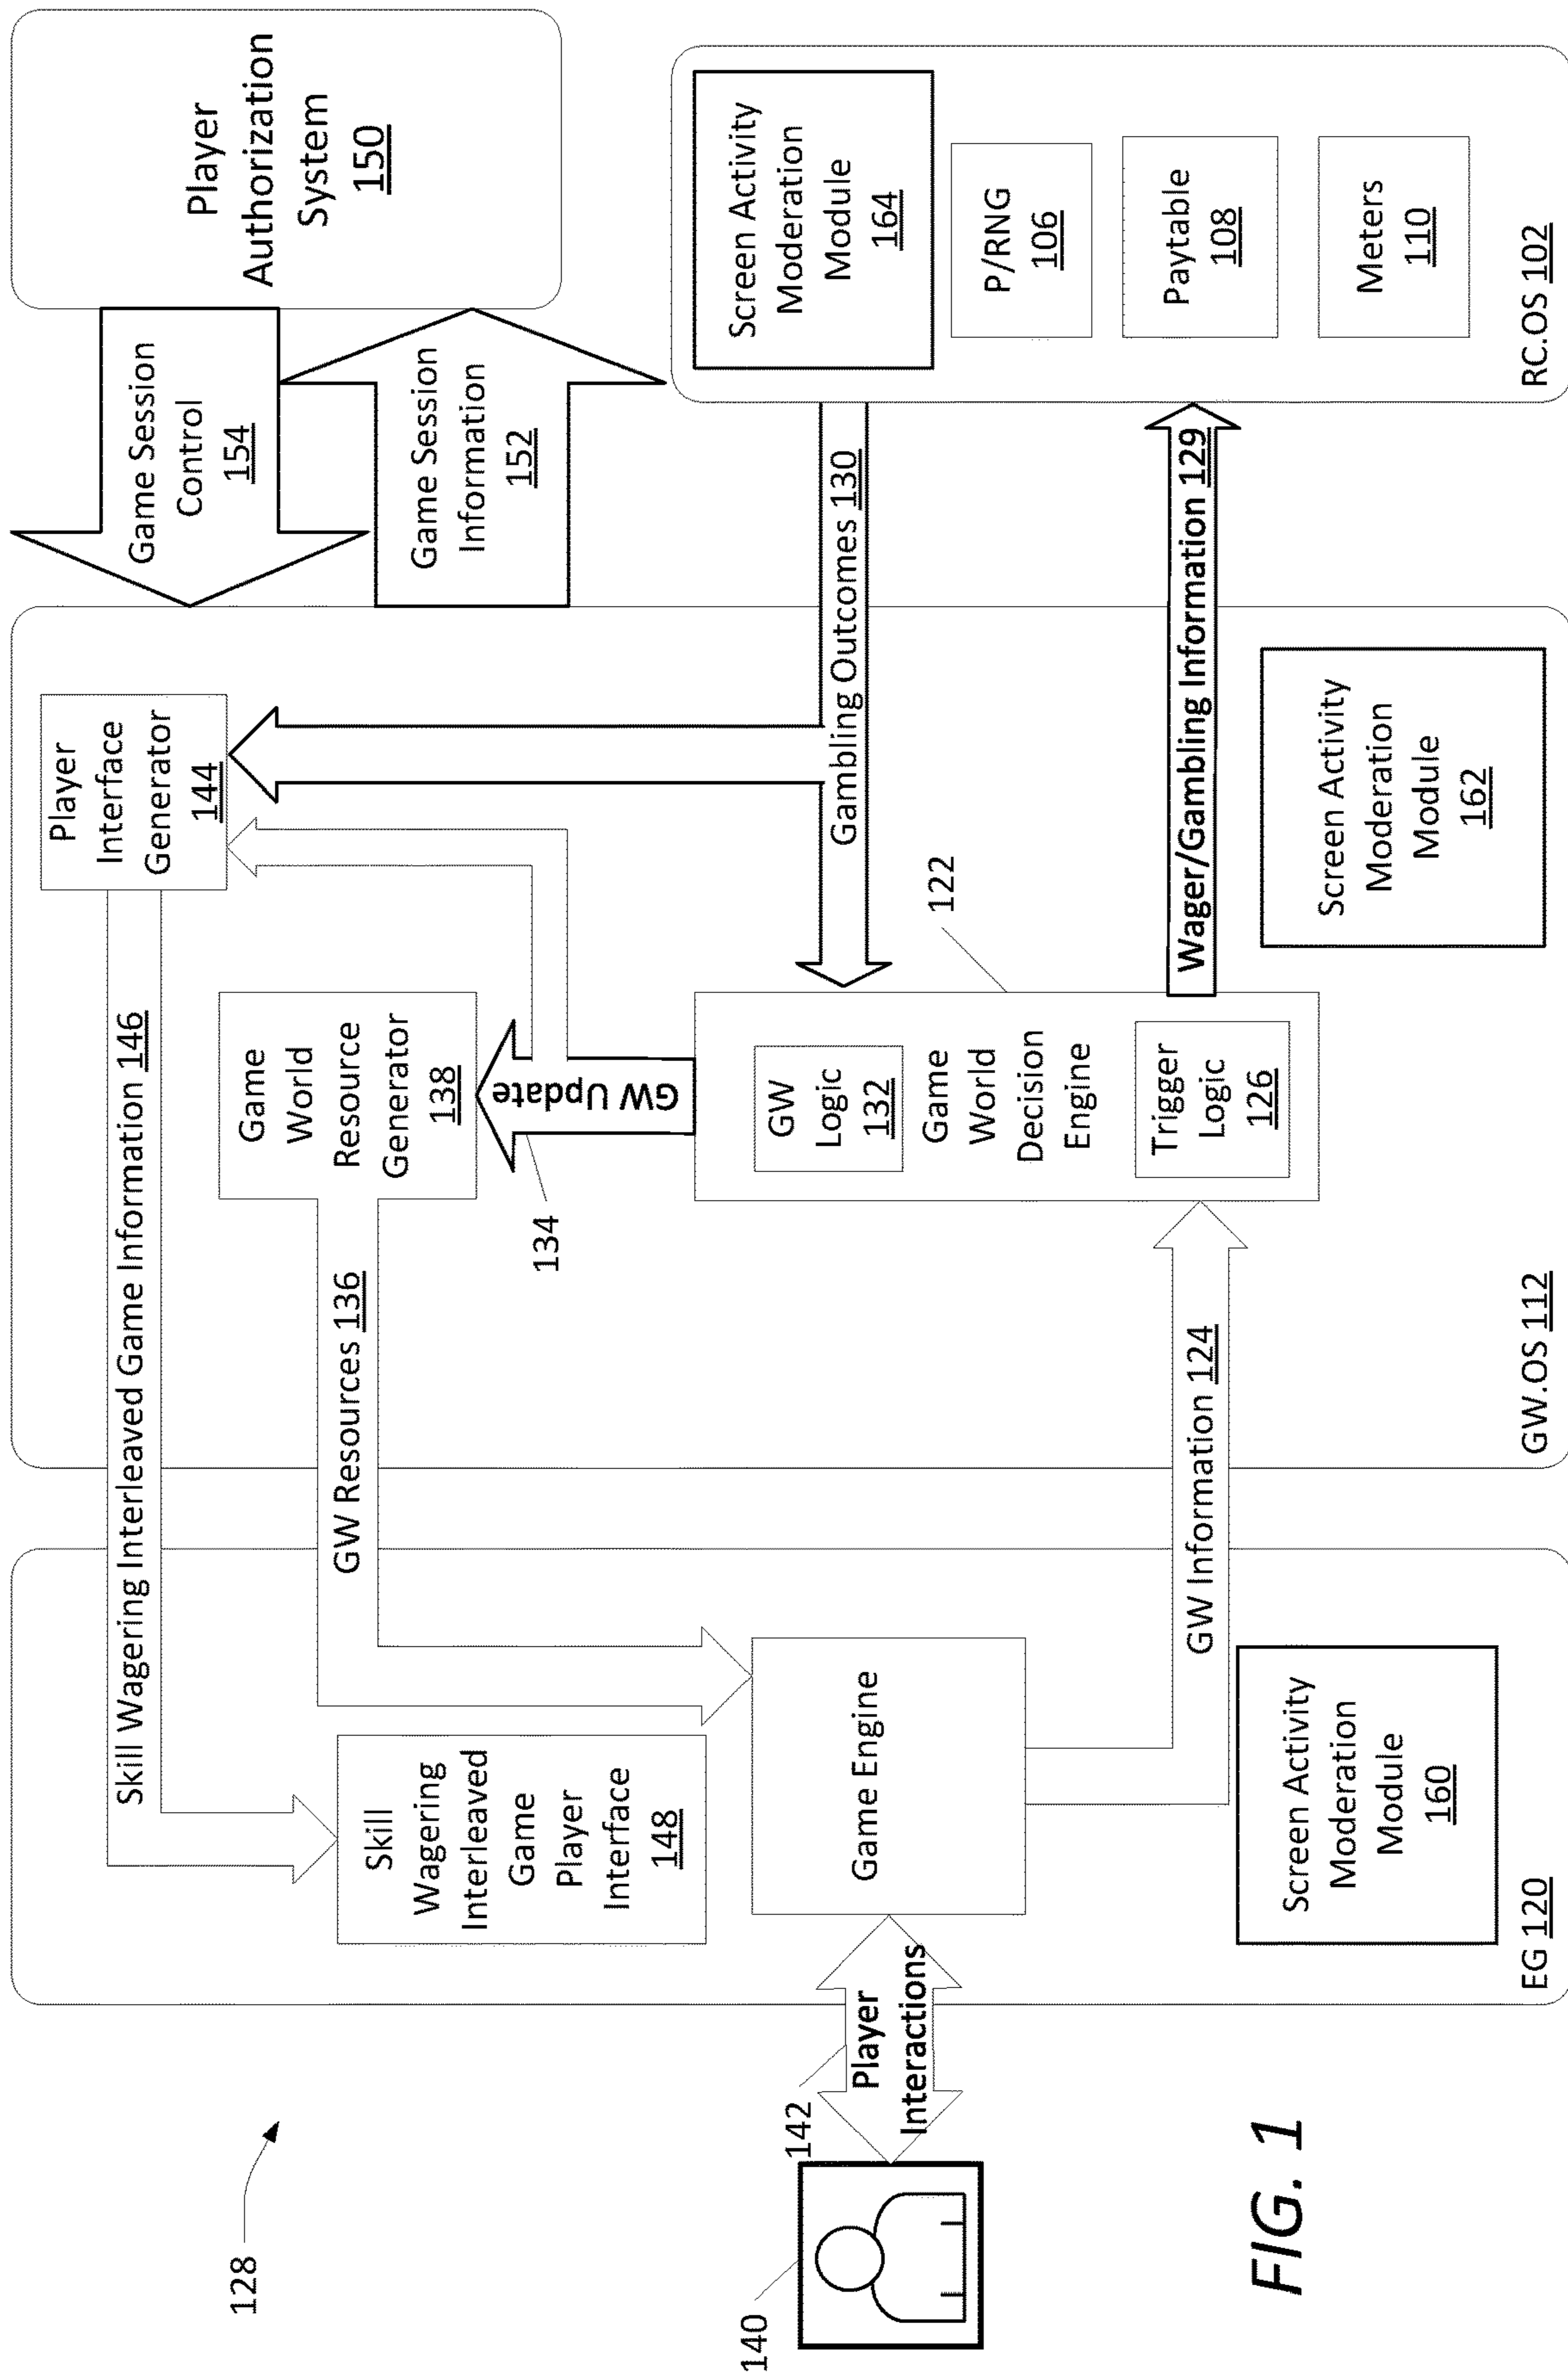 128
140
142
Player
Interactions
EG 120
Skill
Wagering
Interleaved
Game
Player
Interface
148
Game Engine
Screen Activity
Moderation
Module
160
Skill Wagering Interleaved Game Information 146
GW Resources 136
GW Information 124
GW.OS 112
Player
Interface
Generator
144
Game
World
Resource
Generator
138
134
GW Update
GW
Logic
132
Game
World
Decision
Engine
Trigger
Logic
126
122
Screen Activity
Moderation
Module
162
Gambling Outcomes 130
Wager/Gambling Information 129
Game Session
Control
154
Game Session
Information
152
Player
Authorization
System
150
Screen Activity
Moderation
Module
164
P/RNG
106
Paytable
108
Meters
110
RC.OS 102
FIG. 1